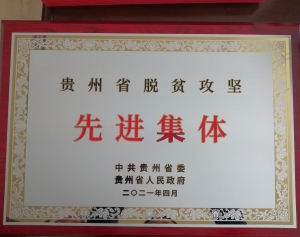 贵州省脱贫攻坚
先进集体
中共贵州省委
贵州省人民政府
二〇二一年四月